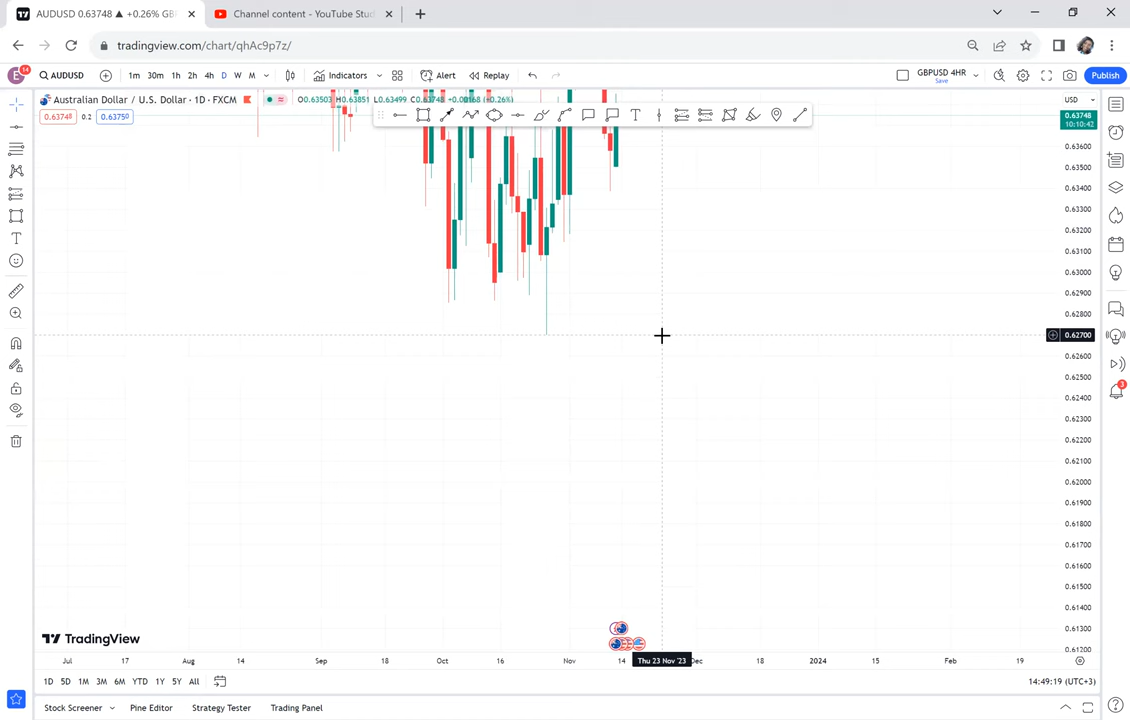 AUDUSD 0.63748 ▲ +0.26% GBP
Channel content - YouTube Stud
tradingview.com/chart/qhAc9p7z/
E 14 AUDUSD 1m 30m 1h 2h 4h D W M Indicators Alert Replay GBPUSD 4HR Save Publish
Australian Dollar / U.S. Dollar · 1D · FXCM O0.63503 H0.63851 L0.63499 C0.63748 +0.00168 (+0.26%) USD
0.63748 0.2 0.63750
0.63748
10:10:42
0.63600
0.63500
0.63400
0.63300
0.63200
0.63100
0.63000
0.62900
0.62800
0.62700
0.62600
0.62500
0.62400
0.62300
0.62200
0.62100
0.62000
0.61900
0.61800
0.61700
0.61600
0.61500
0.61400
0.61300
0.61200
3
TradingView
Jul 17 Aug 14 Sep Oct 16 Nov 14 Thu 23 Nov '23 Dec 18 2024 15 Feb 19
1D 5D 1M 3M 6M YTD 1Y 5Y All 14:49:19 (UTC+3)
Stock Screener Pine Editor Strategy Tester Trading Panel